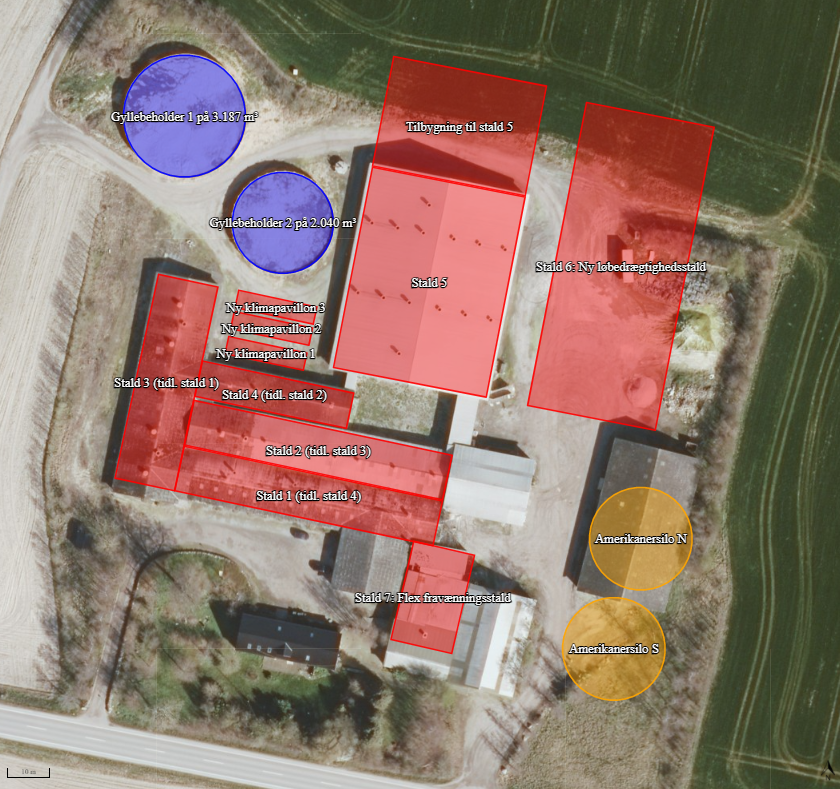 Gyllebeholder 1 på 3.187 m³
Tilbygning til stald 5
Gyllebeholder 2 på 2.040 m³
Stald 6: Ny løbedrægtighedsstald
Stald 5
Ny klimapavillon 3
Ny klimapavillon 2
Ny klimapavillon 1
Stald 3 (tidl. stald 1)
Stald 4 (tidl. stald 2)
Stald 2 (tidl. stald 3)
Stald 1 (tidl. stald 4)
Amerikanersilo N
Stald 7: Flex fravænningsstald
Amerikanersilo S
10 m